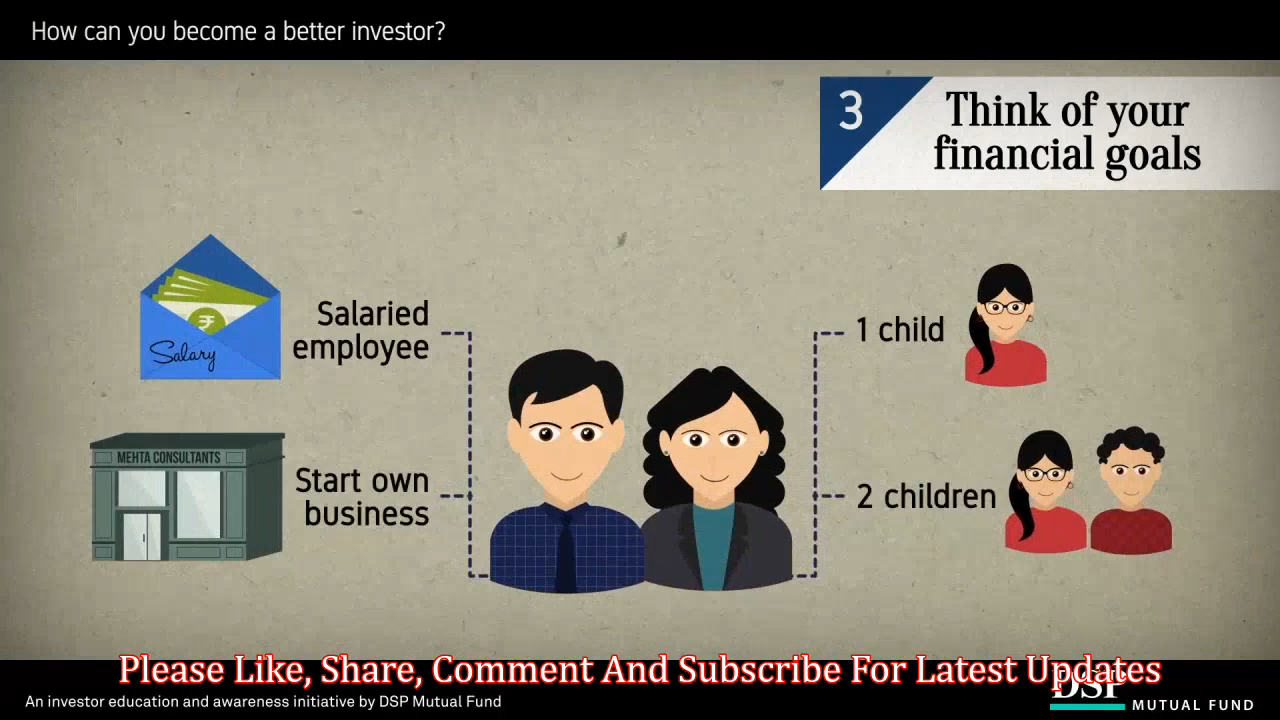 How can you become a better investor?
3
Think of your
financial goals
Salaried
employee
₹
Salary
1 child
MEHTA CONSULTANTS
Start own
business
2 children
Please Like, Share, Comment And Subscribe For Latest Updates
An investor education and awareness initiative by DSP Mutual Fund
DSP
MUTUAL FUND